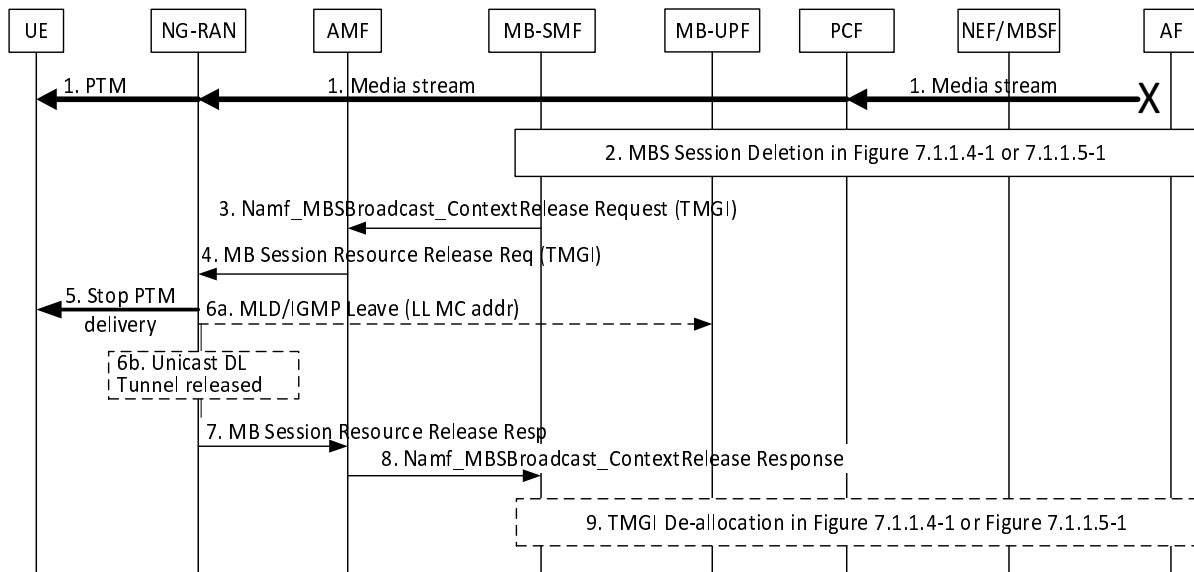 UE
NG-RAN
AMF
MB-SMF
MB-UPF
PCF
NEF/MBSF
AF
1. PTM
1. Media stream
1. Media stream
X
2. MBS Session Deletion in Figure 7.1.1.4-1 or 7.1.1.5-1
3. Namf_MBSBroadcast_ContextRelease Request (TMGI)
4. MB Session Resource Release Req (TMGI)
5. Stop PTM
delivery
6a. MLD/IGMP Leave (LL MC addr)
6b. Unicast DL
Tunnel released
7. MB Session Resource Release Resp
8. Namf_MBSBroadcast_ContextRelease Response
9. TMGI De-allocation in Figure 7.1.1.4-1 or Figure 7.1.1.5-1